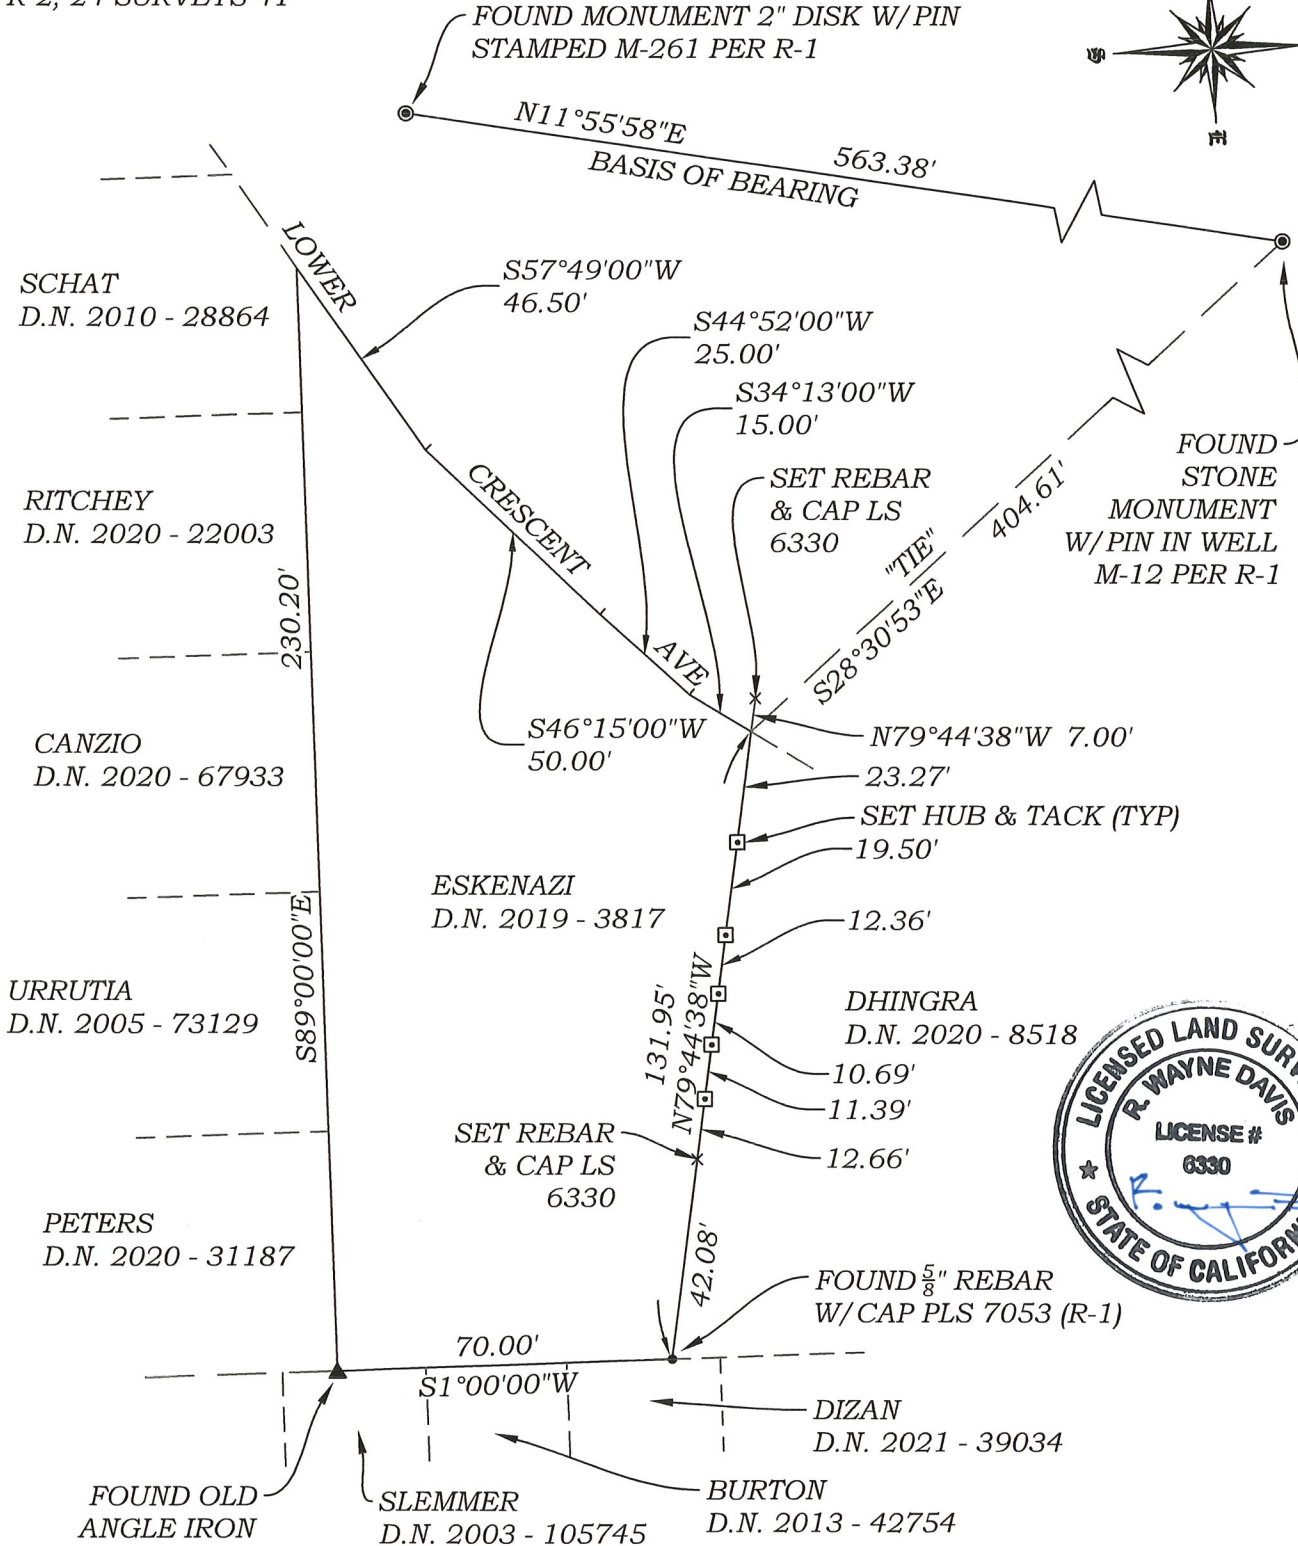 FOUND MONUMENT 2" DISK W/PIN
STAMPED M-261 PER R-1
E
N11°55'58"E
563.38'
BASIS OF BEARING
LOWER
SCHAT
D.N. 2010 - 28864
S57°49'00"W
46.50'
S44°52'00"W
25.00'
S34°13'00"W
15.00'
FOUND
STONE
MONUMENT
W/PIN IN WELL
M-12 PER R-1
SET REBAR
& CAP LS
6330
CRESCENT
RITCHEY
D.N. 2020 - 22003
404.61'
"TIE"
S28°30'53"E
230.20'
AVE
S46°15'00"W
50.00'
N79°44'38"W 7.00'
23.27'
CANZIO
D.N. 2020 - 67933
SET HUB & TACK (TYP)
19.50'
ESKENAZI
D.N. 2019 - 3817
12.36'
S89°00'00"E
131.95'
N79°44'38"W
URRUTIA
D.N. 2005 - 73129
DHINGRA
D.N. 2020 - 8518
10.69'
11.39'
12.66'
LICENSED LAND
R. WAYNE DAVIS
LICENSE #
6330
STATE OF
SET REBAR
& CAP LS
6330
PETERS
D.N. 2020 - 31187
42.08'
FOUND 5/8" REBAR
W/CAP PLS 7053 (R-1)
70.00'
S1°00'00"W
DIZAN
D.N. 2021 - 39034
FOUND OLD
ANGLE IRON
SLEMMER
D.N. 2003 - 105745
BURTON
D.N. 2013 - 42754